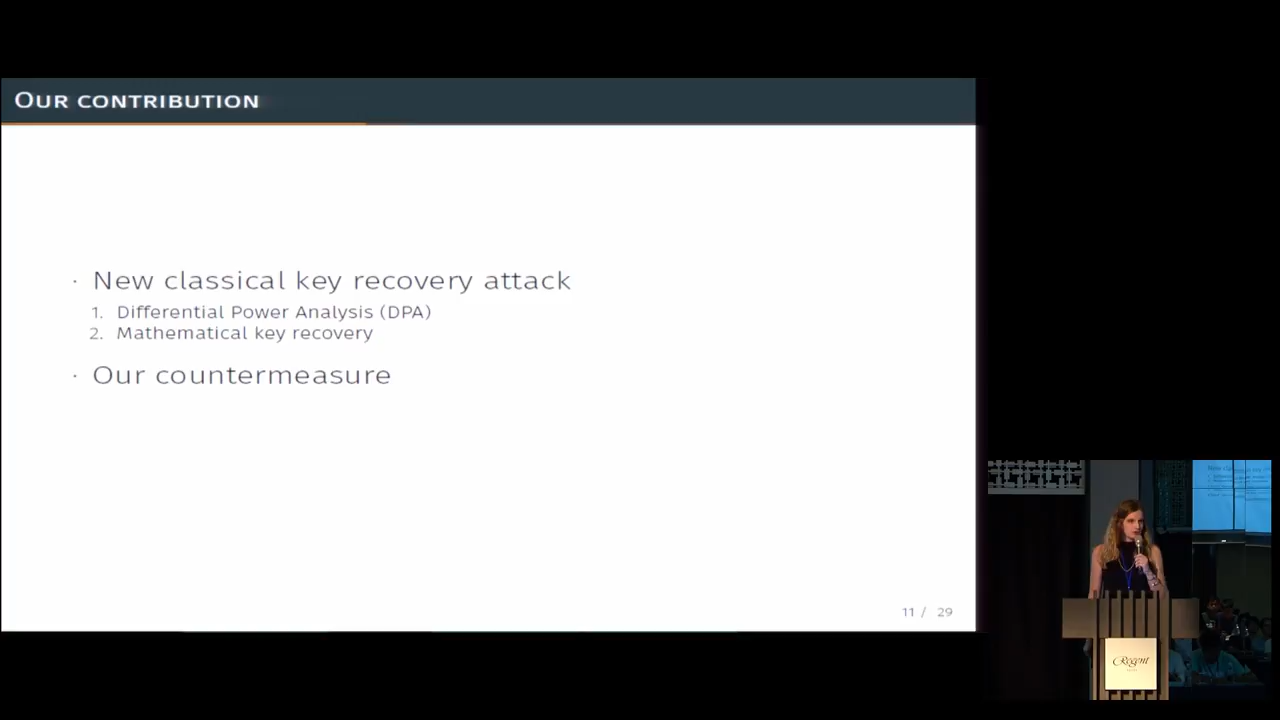 OUR CONTRIBUTION
· New classical key recovery attack
1. Differential Power Analysis (DPA)
2. Mathematical key recovery
· Our countermeasure
11 / 29
Regent